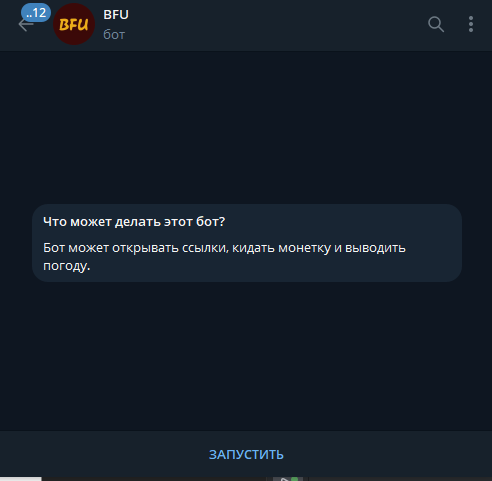 ..12
BFU
BFU
бот
Что может делать этот бот?
Бот может открывать ссылки, кидать монетку и выводить
погоду.
ЗАПУСТИТЬ